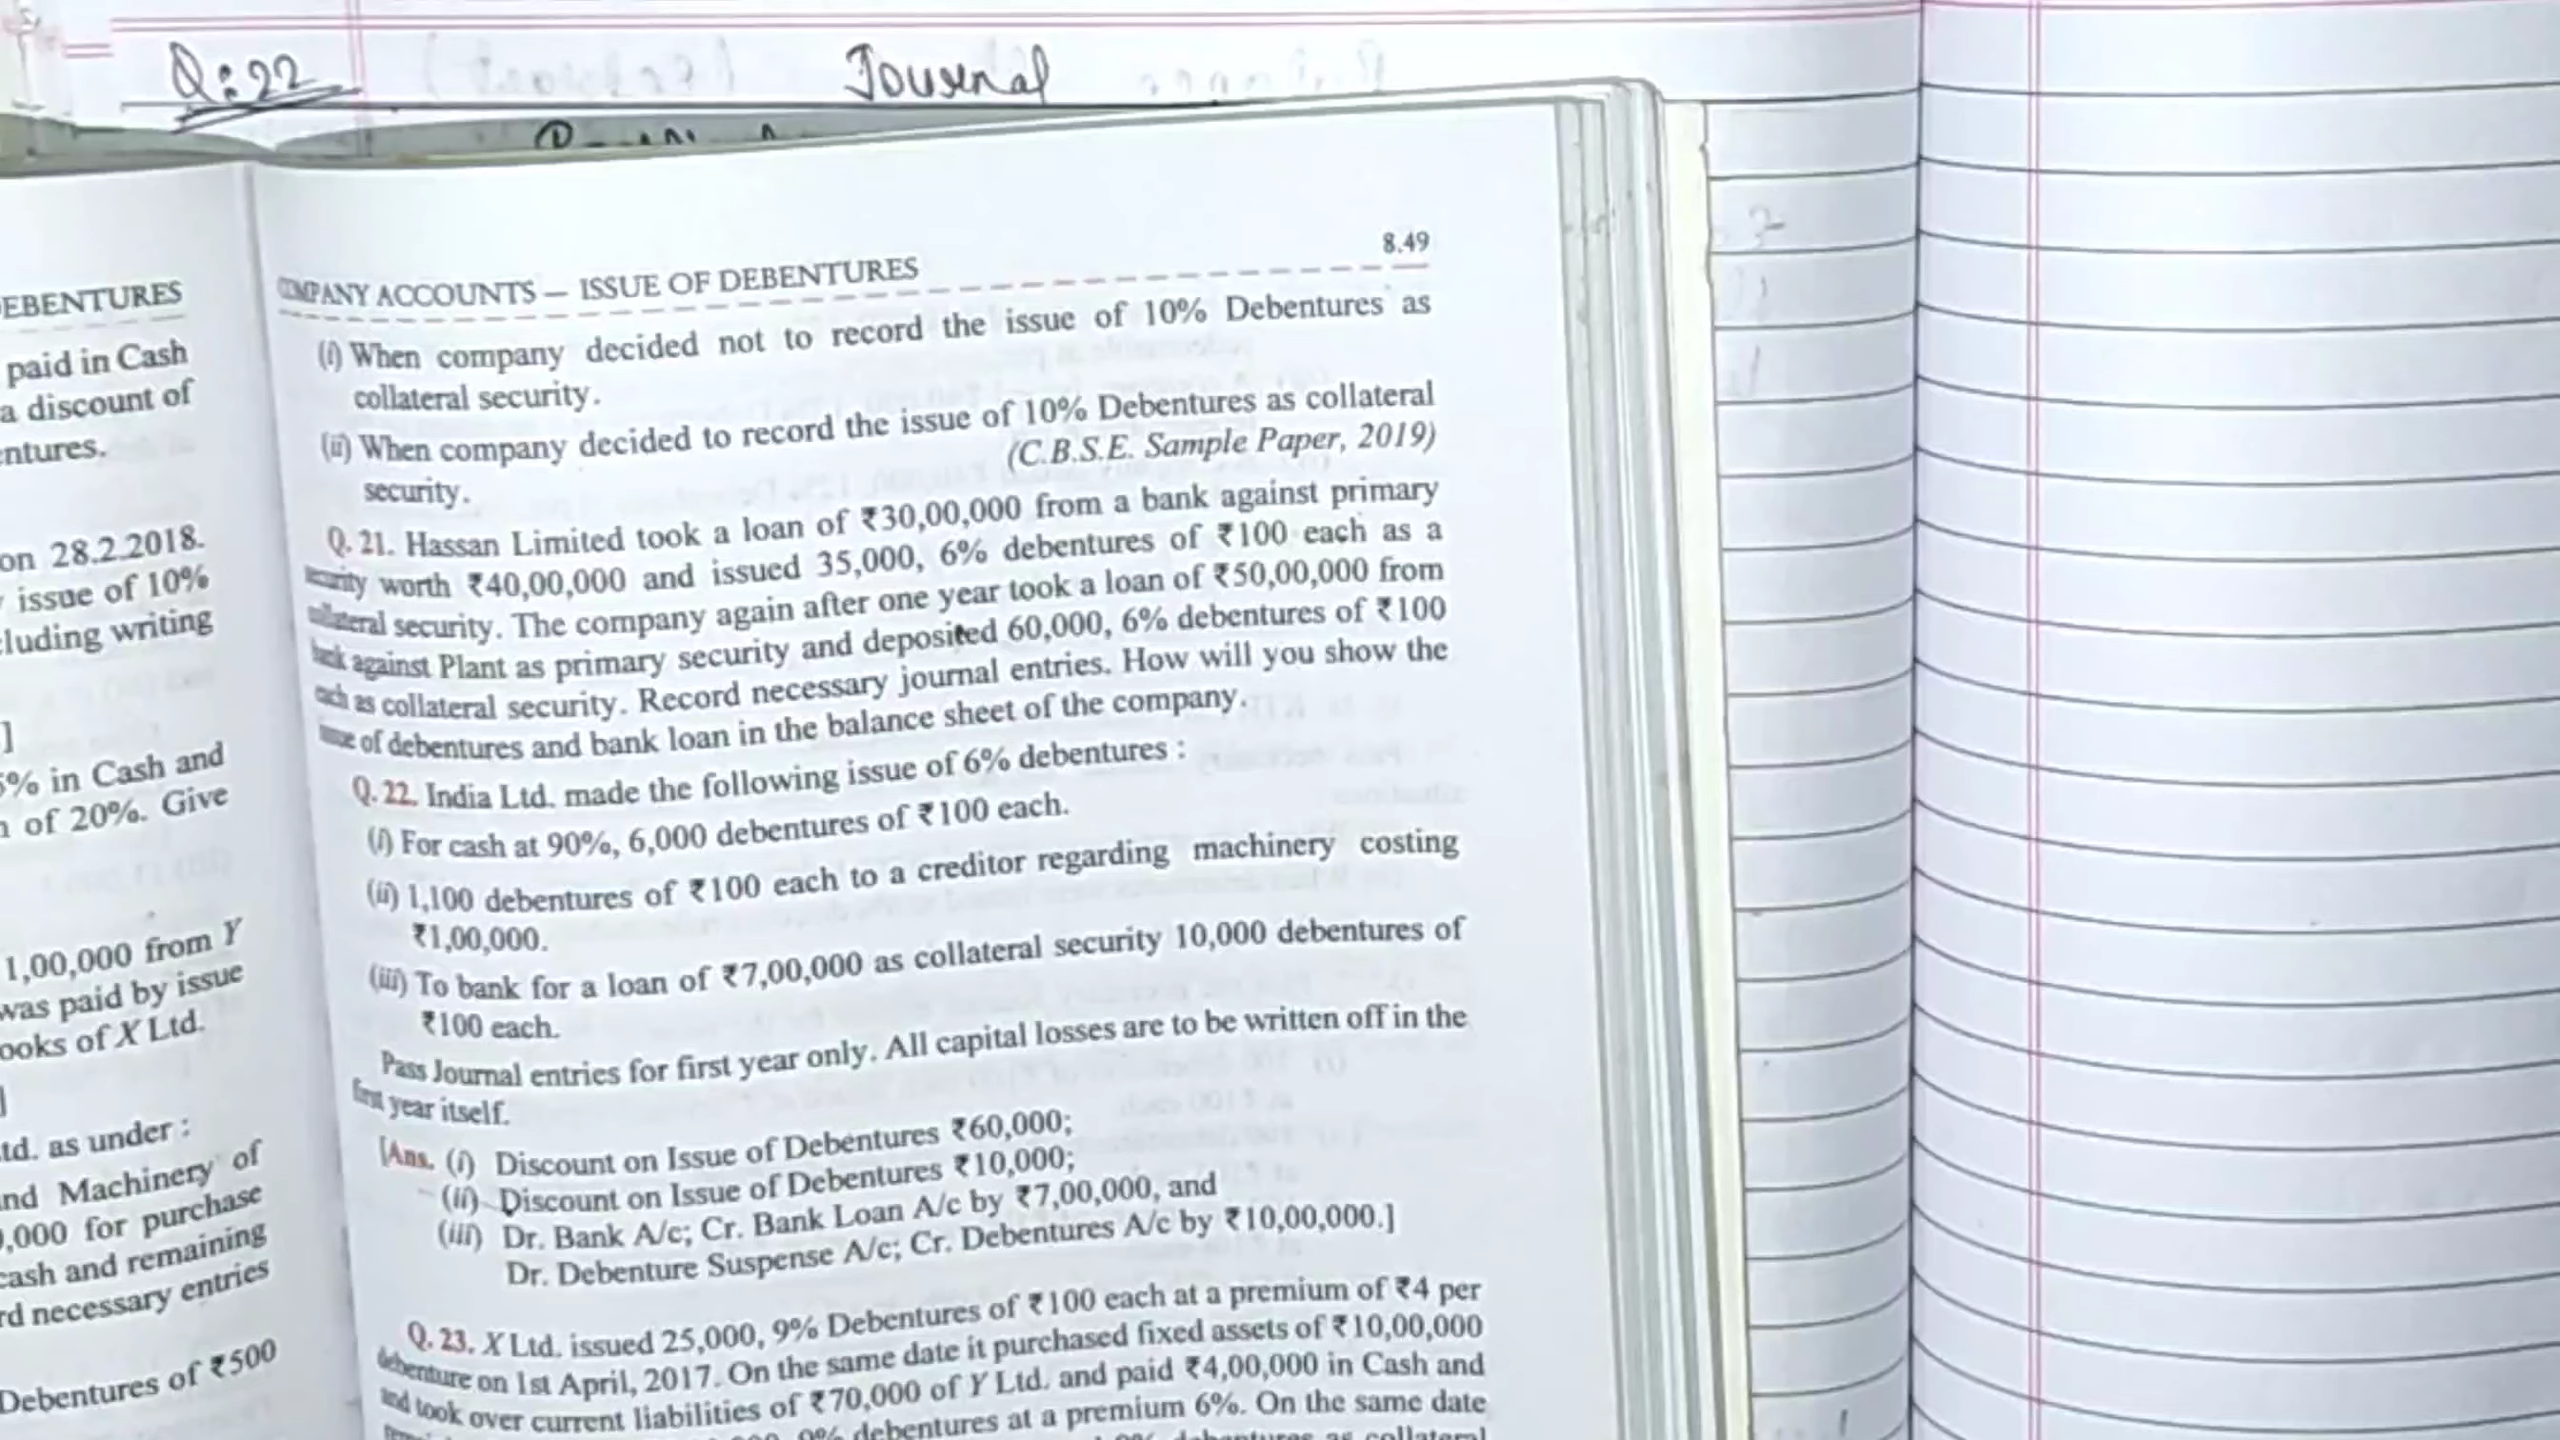 Q:22 Journal
8.49
EBENTURES
paid in Cash
a discount of
entures.
on 28.2.2018.
issue of 10%
cluding writing
]
5% in Cash and
of 20%. Give
1,00,000 from Y
was paid by issue
ooks of X Ltd.
]
td. as under :
nd Machinery of
,000 for purchase
cash and remaining
rd necessary entries
Debentures of ₹500
COMPANY ACCOUNTS — ISSUE OF DEBENTURES
(i) When company decided not to record the issue of 10% Debentures as
collateral security.
(ii) When company decided to record the issue of 10% Debentures as collateral
security.
(C.B.S.E. Sample Paper, 2019)
Q. 21. Hassan Limited took a loan of ₹30,00,000 from a bank against primary
security worth ₹40,00,000 and issued 35,000, 6% debentures of ₹100 each as a
collateral security. The company again after one year took a loan of ₹50,00,000 from
bank against Plant as primary security and deposited 60,000, 6% debentures of ₹100
each as collateral security. Record necessary journal entries. How will you show the
issue of debentures and bank loan in the balance sheet of the company.
Q. 22. India Ltd. made the following issue of 6% debentures :
(i) For cash at 90%, 6,000 debentures of ₹100 each.
(ii) 1,100 debentures of ₹100 each to a creditor regarding machinery costing
₹1,00,000.
(iii) To bank for a loan of ₹7,00,000 as collateral security 10,000 debentures of
₹100 each.
Pass Journal entries for first year only. All capital losses are to be written off in the
first year itself.
[Ans. (i) Discount on Issue of Debentures ₹60,000;
(ii) Discount on Issue of Debentures ₹10,000;
(iii) Dr. Bank A/c; Cr. Bank Loan A/c by ₹7,00,000, and
Dr. Debenture Suspense A/c; Cr. Debentures A/c by ₹10,00,000.]
Q. 23. X Ltd. issued 25,000, 9% Debentures of ₹100 each at a premium of ₹4 per
debenture on 1st April, 2017. On the same date it purchased fixed assets of ₹10,00,000
and took over current liabilities of ₹70,000 of Y Ltd. and paid ₹4,00,000 in Cash and
9% debentures at a premium 6%. On the same date
debentures as collateral